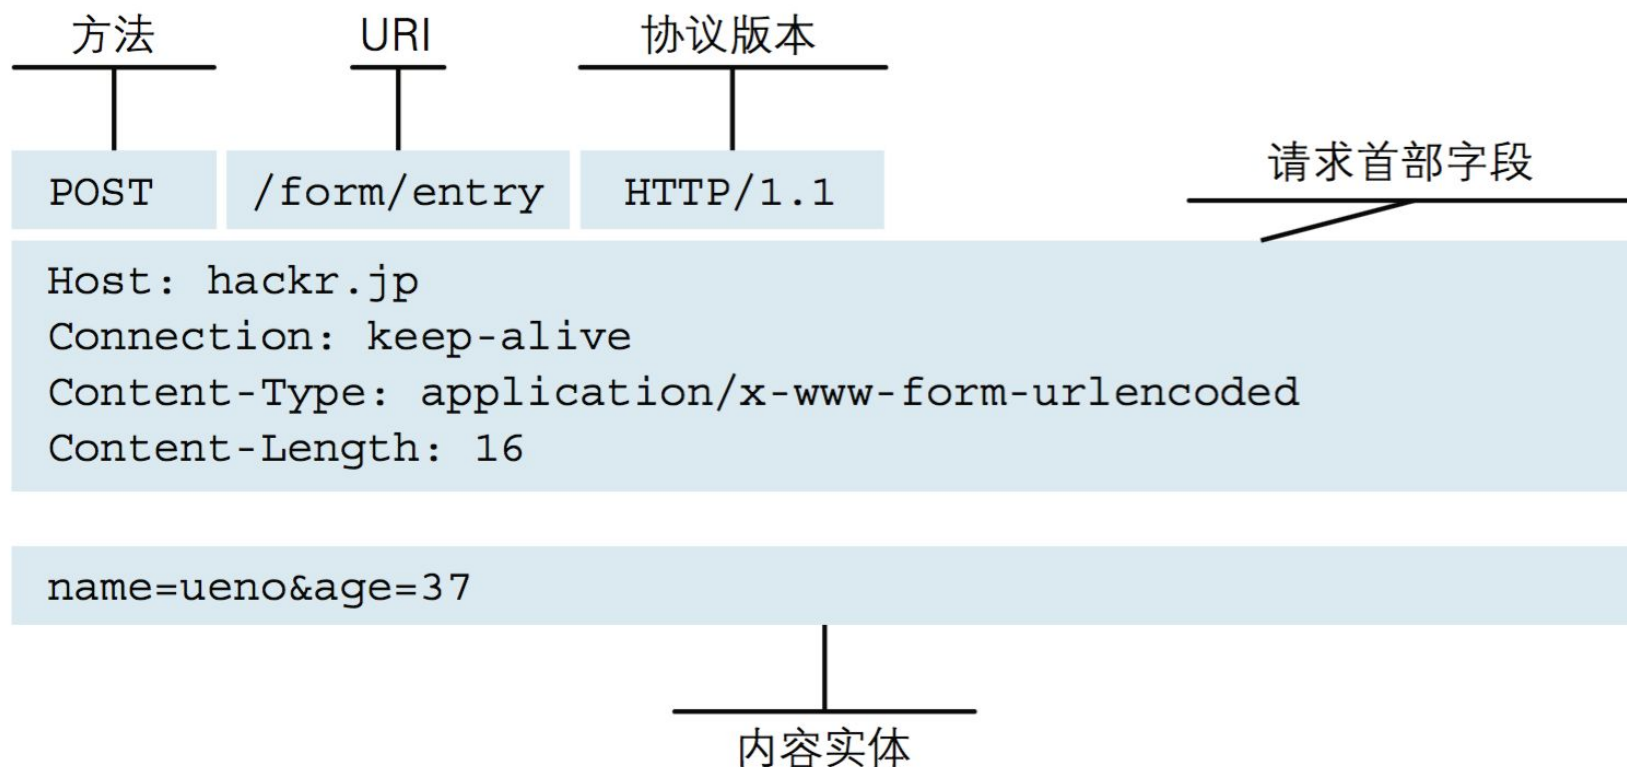 方法 URI 协议版本
POST /form/entry HTTP/1.1
请求首部字段
Host: hackr.jp
Connection: keep-alive
Content-Type: application/x-www-form-urlencoded
Content-Length: 16
name=ueno&age=37
内容实体